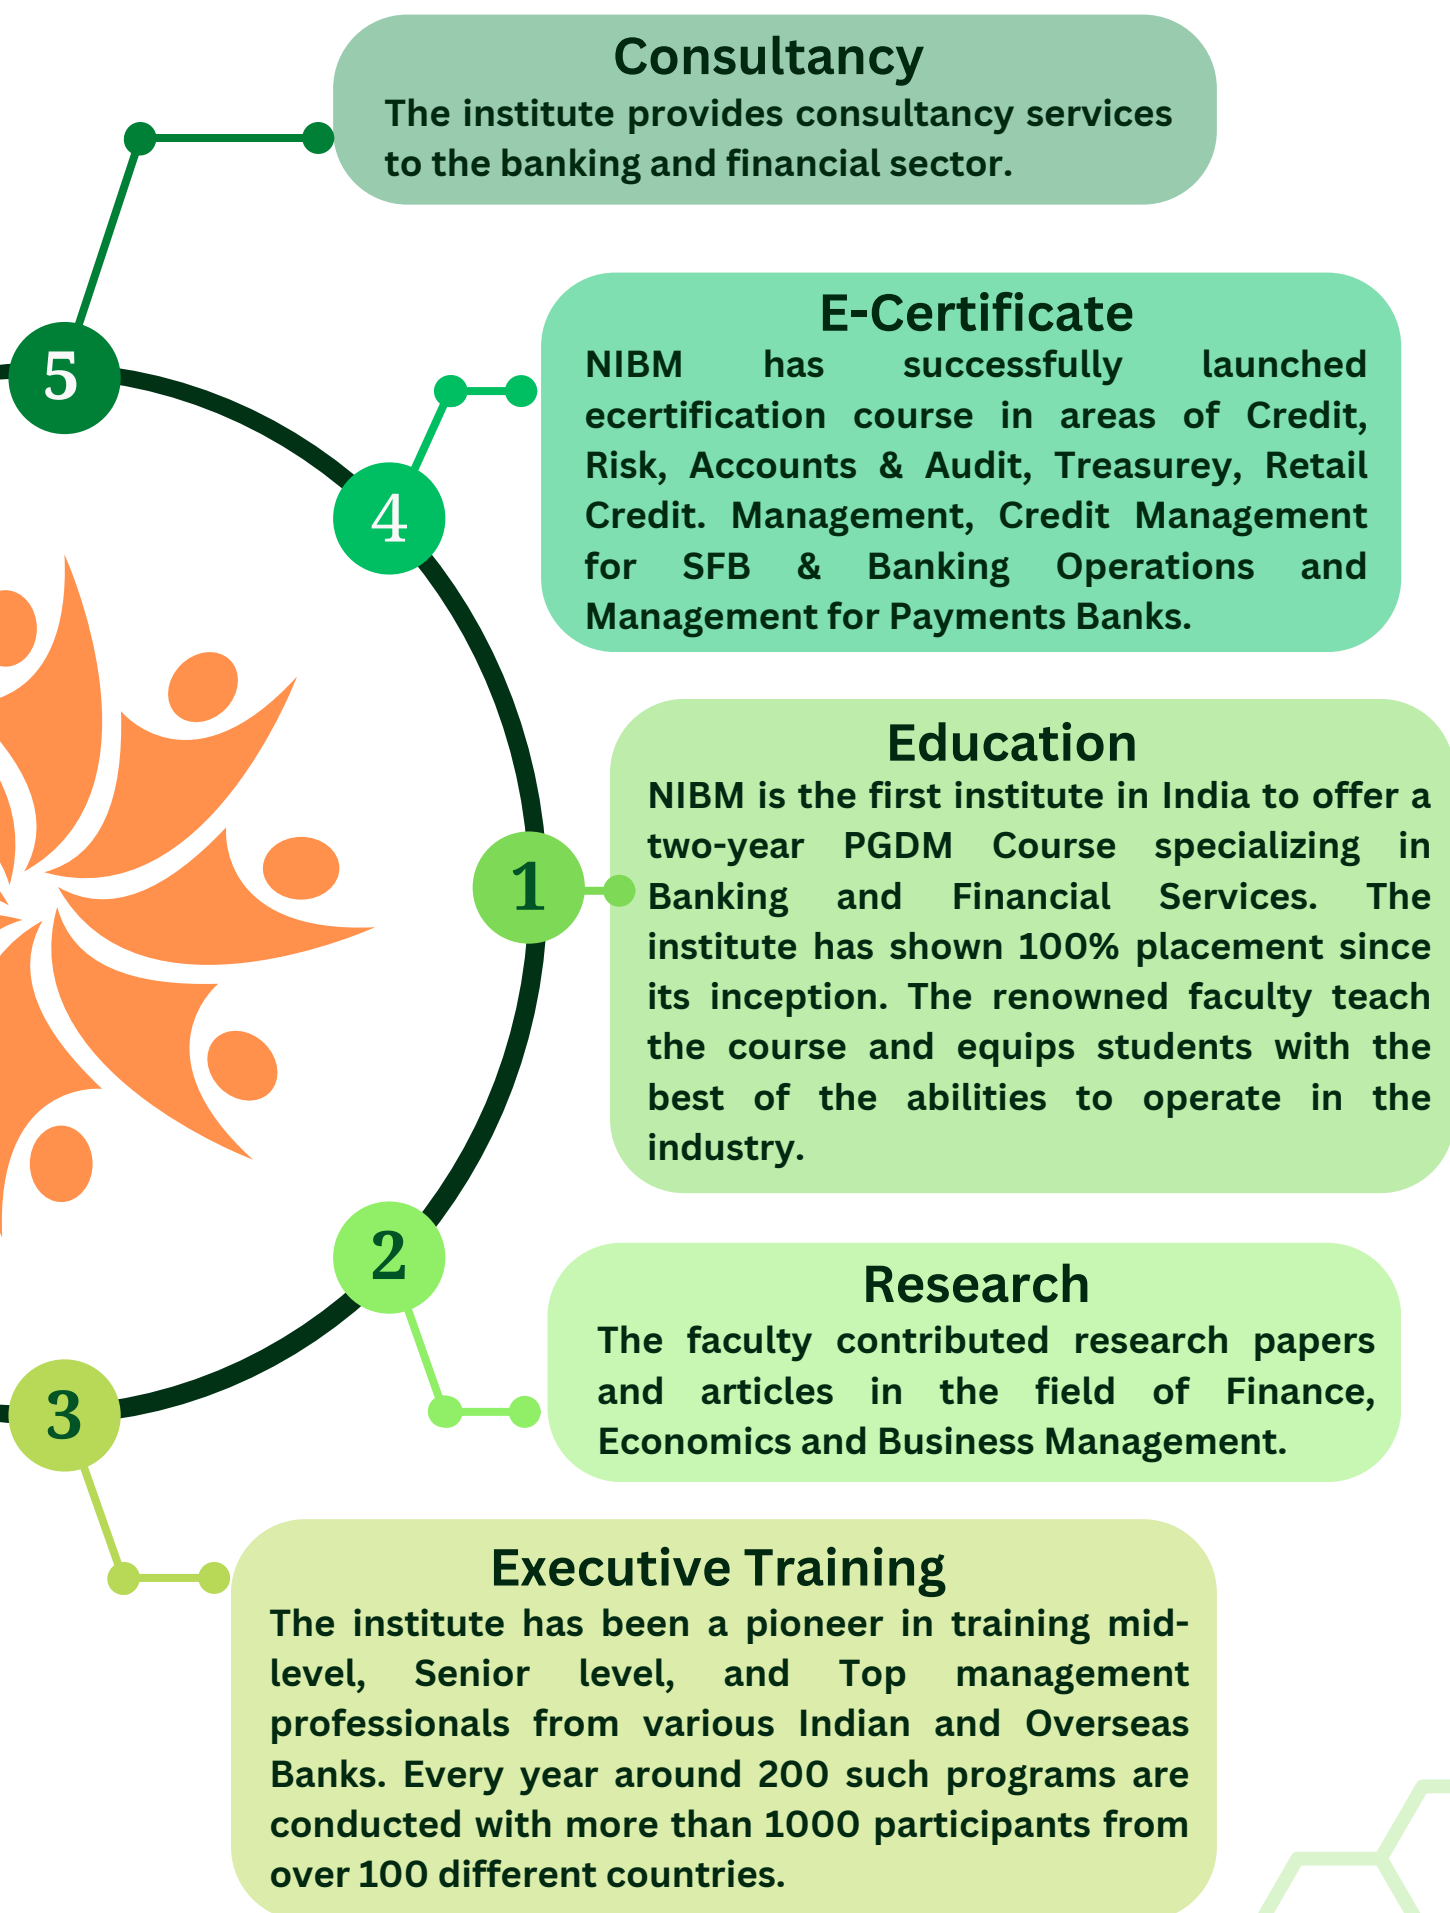 Consultancy
The institute provides consultancy services
to the banking and financial sector.
5
E-Certificate
NIBM has successfully launched
ecertification course in areas of Credit,
Risk, Accounts & Audit, Treasurey, Retail
Credit. Management, Credit Management
for SFB & Banking Operations and
Management for Payments Banks.
4
Education
NIBM is the first institute in India to offer a
two-year PGDM Course specializing in
Banking and Financial Services. The
institute has shown 100% placement since
its inception. The renowned faculty teach
the course and equips students with the
best of the abilities to operate in the
industry.
1
2
Research
The faculty contributed research papers
and articles in the field of Finance,
Economics and Business Management.
3
Executive Training
The institute has been a pioneer in training mid-
level, Senior level, and Top management
professionals from various Indian and Overseas
Banks. Every year around 200 such programs are
conducted with more than 1000 participants from
over 100 different countries.